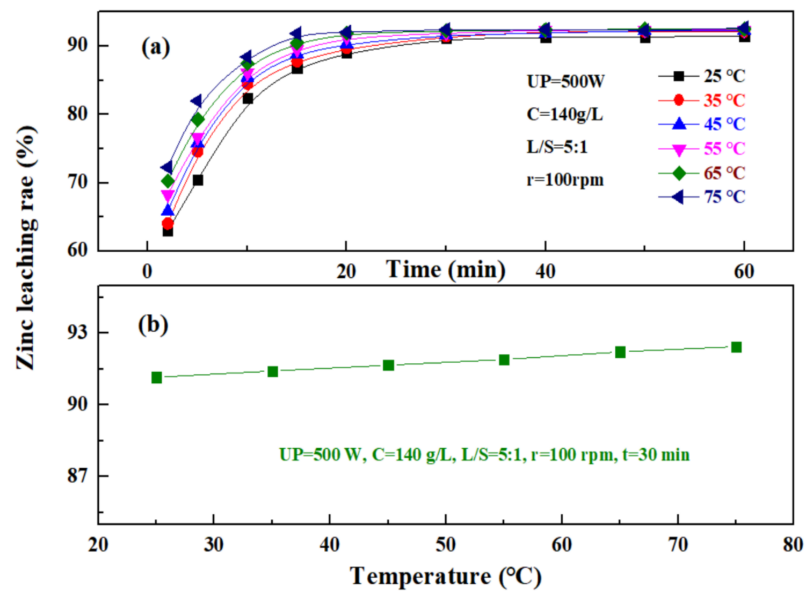 (a)
90
80
70
60
UP=500W
C=140g/L
L/S=5:1
r=100rpm
25 °C
35 °C
45 °C
55 °C
65 °C
75 °C
0
20
40
60
Time (min)
Zinc leaching rae (%)
(b)
93
90
87
UP=500 W, C=140 g/L, L/S=5:1, r=100 rpm, t=30 min
20
30
40
50
60
70
80
Temperature (°C)